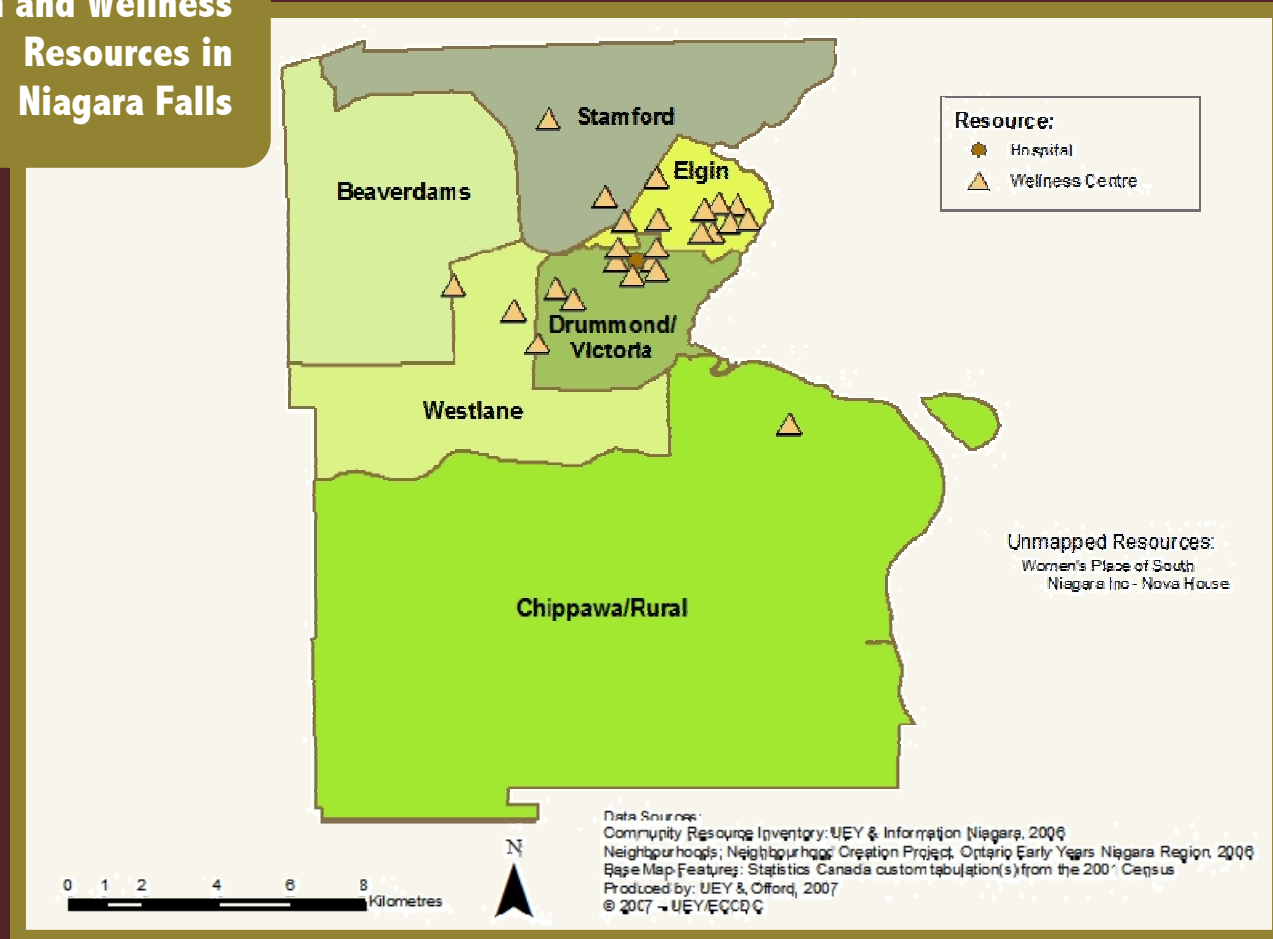 and Wellness
Resources in
Niagara Falls
Stamford
Elgin
Beaverdams
Drummond/
Victoria
Westlane
Chippawa/Rural
Resource:
Hospital
Wellness Centre
Unmapped Resources:
Women's Place of South
Niagara Inc - Nova House
N
0 1 2 4 6 8
Kilometres
Data Sources:
Community Resource Inventory: UEY & Information Niagara, 2006
Neighbourhoods; Neighbourhood Creation Project, Ontario Early Years Niagara Region, 2006
Base Map Features: Statistics Canada custom tabulation(s) from the 2001 Census
Produced by: UEY & Offord, 2007
© 2007 - UEY/ECCDC